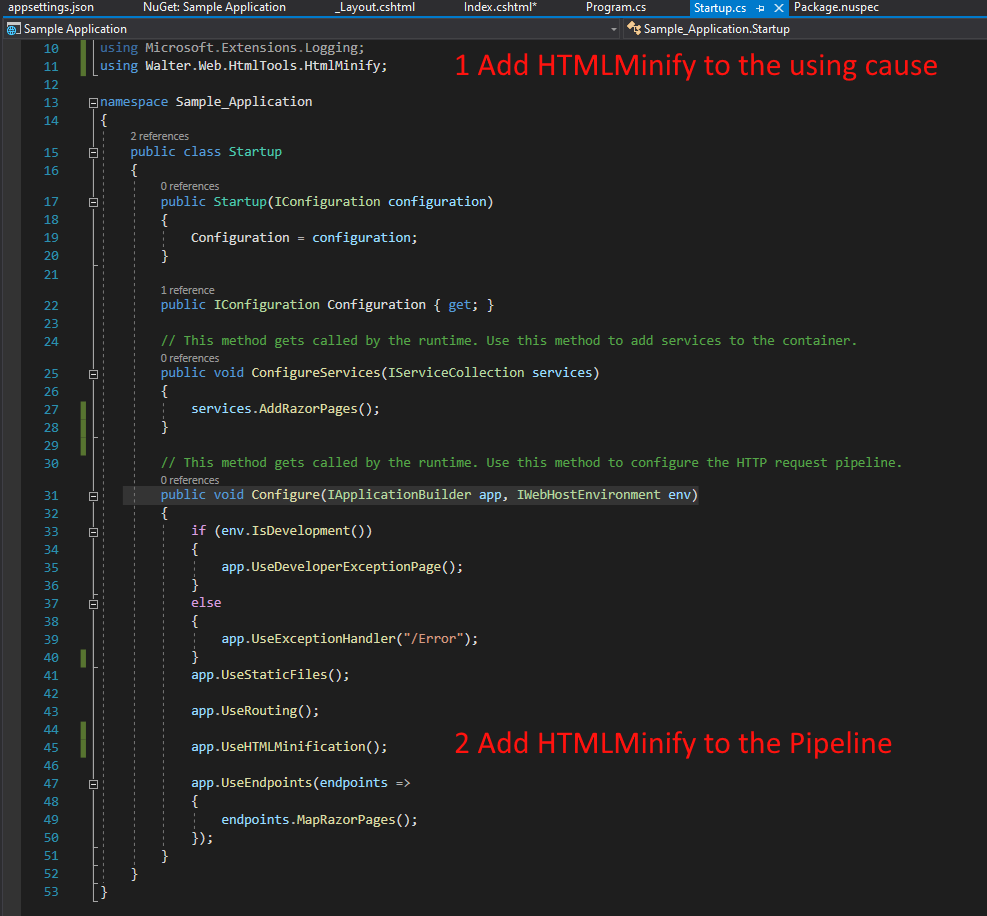 appsettings.json NuGet: Sample Application _Layout.cshtml Index.cshtml* Program.cs Startup.cs Package.nuspec
Sample Application Sample_Application.Startup
10 using Microsoft.Extensions.Logging;
11 using Walter.Web.HtmlTools.HtmlMinify; 1 Add HTMLMinify to the using cause
12
13 namespace Sample_Application
14 {
2 references
15 public class Startup
16 {
0 references
17 public Startup(IConfiguration configuration)
18 {
19 Configuration = configuration;
20 }
21
1 reference
22 public IConfiguration Configuration { get; }
23
24 // This method gets called by the runtime. Use this method to add services to the container.
0 references
25 public void ConfigureServices(IServiceCollection services)
26 {
27 services.AddRazorPages();
28 }
29
30 // This method gets called by the runtime. Use this method to configure the HTTP request pipeline.
0 references
31 public void Configure(IApplicationBuilder app, IWebHostEnvironment env)
32 {
33 if (env.IsDevelopment())
34 {
35 app.UseDeveloperExceptionPage();
36 }
37 else
38 {
39 app.UseExceptionHandler("/Error");
40 }
41 app.UseStaticFiles();
42
43 app.UseRouting();
44
45 app.UseHTMLMinification(); 2 Add HTMLMinify to the Pipeline
46
47 app.UseEndpoints(endpoints =>
48 {
49 endpoints.MapRazorPages();
50 });
51 }
52 }
53 }